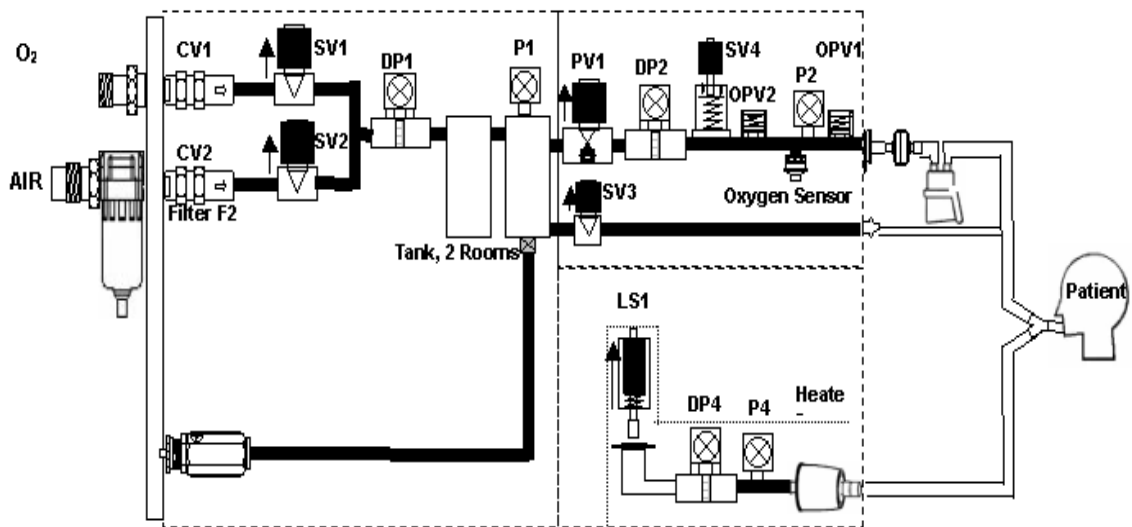 O₂
CV1
SV1
DP1
P1
PV1
DP2
SV4
OPV2
P2
OPV1
AIR
CV2
SV2
Filter F2
Tank, 2 Rooms
SV3
Oxygen Sensor
Patient
LS1
DP4
P4
Heate
-